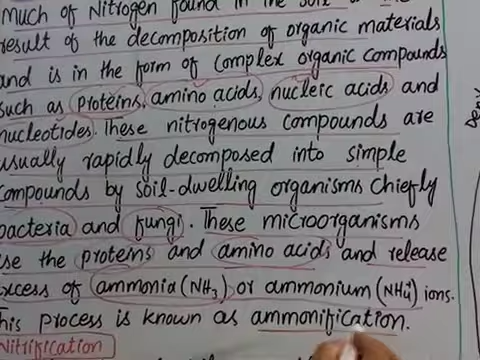 Much of Nitrogen found in the soil
result of the decomposition of organic materials
and is in the form of complex organic compounds
such as proteins, amino acids, nucleic acids and
nucleotides. These nitrogenous compounds are
usually rapidly decomposed into simple
compounds by soil-dwelling organisms chiefly
bacteria and fungi. These microorganisms
use the proteins and amino acids and release
excess of ammonia (NH₃) or ammonium (NH₄⁺) ions.
This process is known as ammonification.
Nitrification